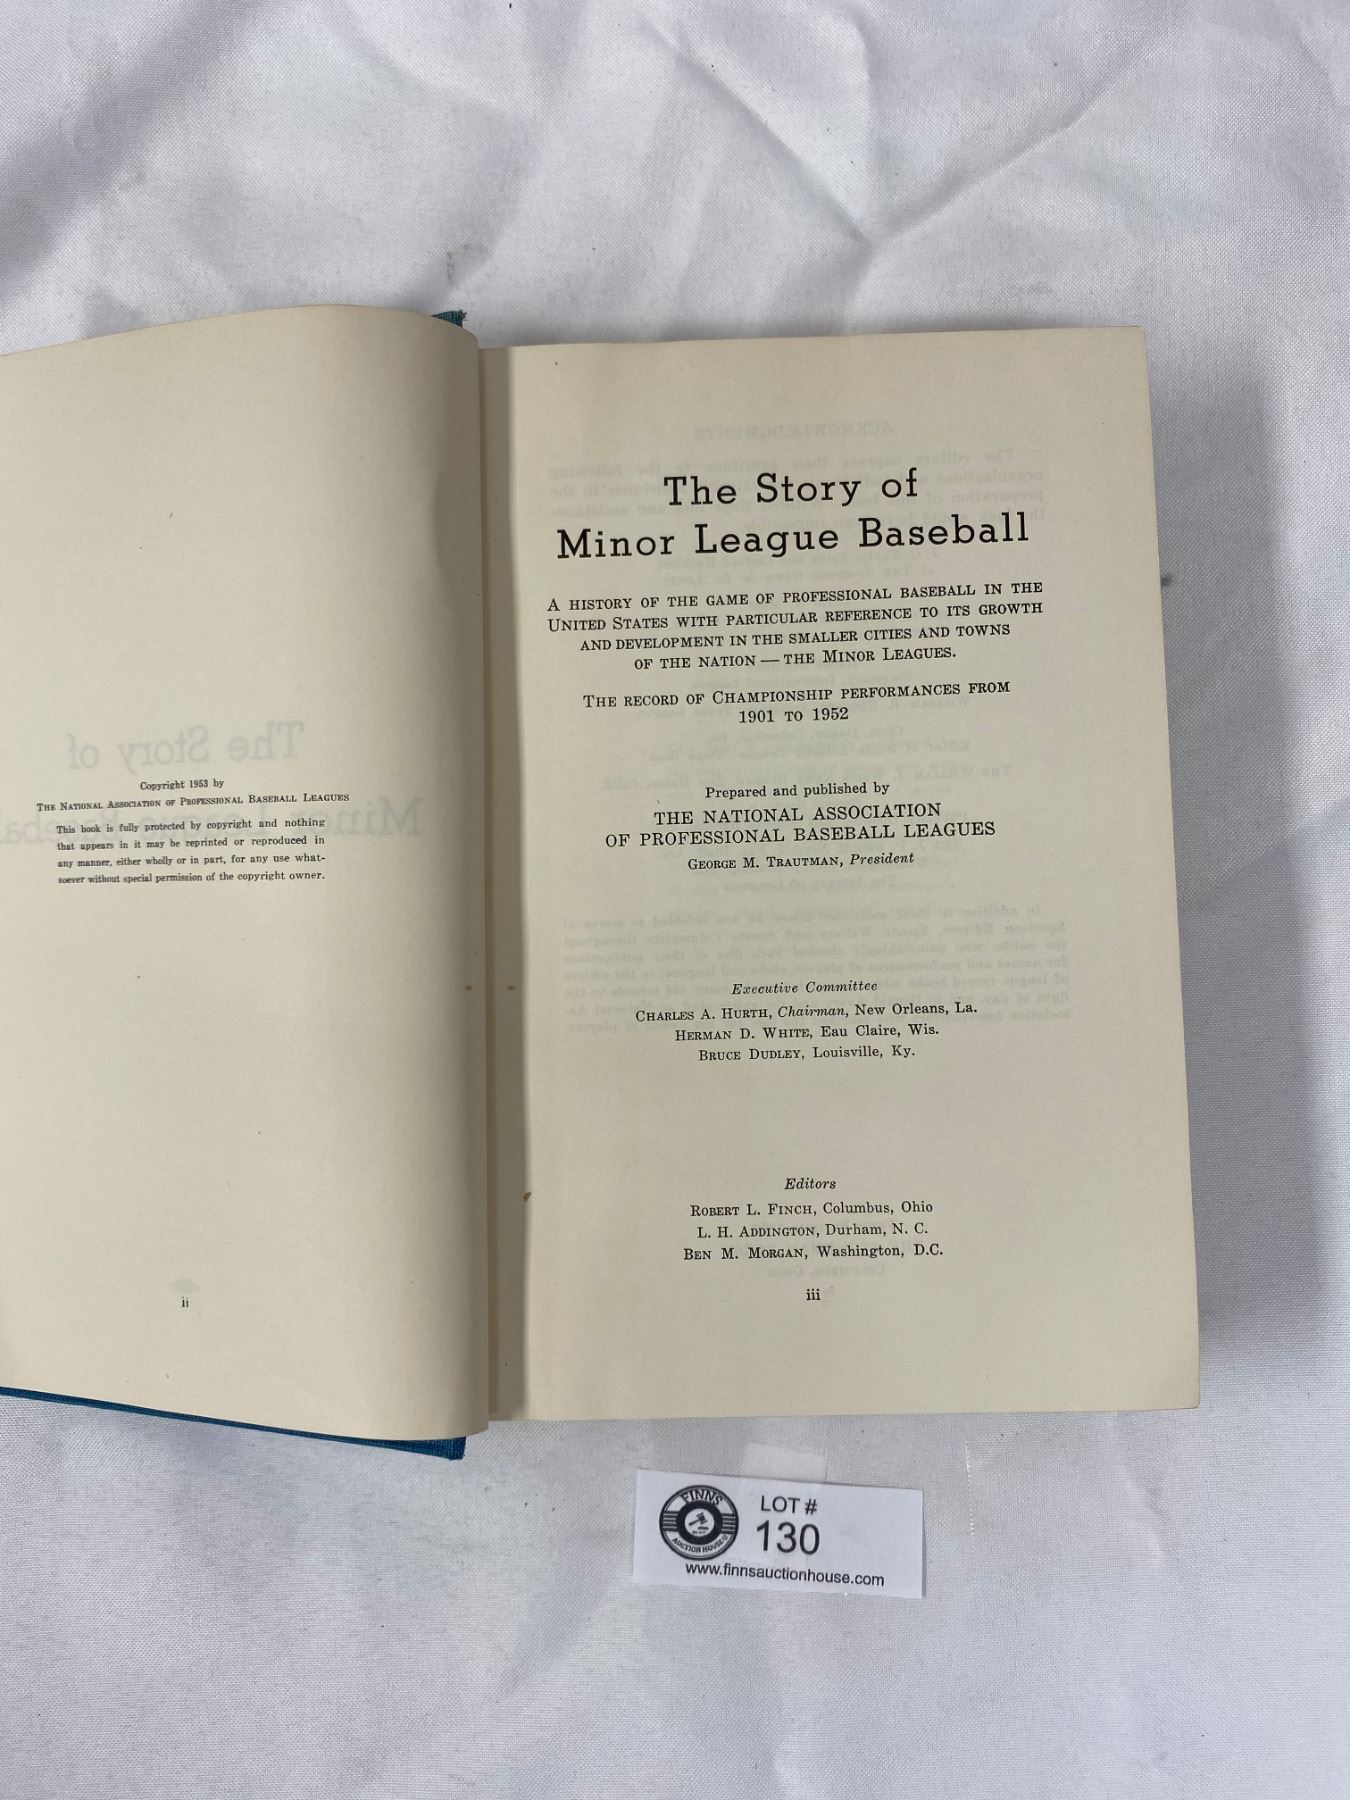 Copyright 1953 by
THE NATIONAL ASSOCIATION OF PROFESSIONAL BASEBALL LEAGUES
This book is fully protected by copyright and nothing
that appears in it may be reprinted or reproduced in
any manner, either wholly or in part, for any use what-
soever without special permission of the copyright owner.
ii
The Story of
Minor League Baseball
A HISTORY OF THE GAME OF PROFESSIONAL BASEBALL IN THE
UNITED STATES WITH PARTICULAR REFERENCE TO ITS GROWTH
AND DEVELOPMENT IN THE SMALLER CITIES AND TOWNS
OF THE NATION — THE MINOR LEAGUES.
THE RECORD OF CHAMPIONSHIP PERFORMANCES FROM
1901 TO 1952
Prepared and published by
THE NATIONAL ASSOCIATION
OF PROFESSIONAL BASEBALL LEAGUES
GEORGE M. TRAUTMAN, President
Executive Committee
CHARLES A. HURTH, Chairman, New Orleans, La.
HERMAN D. WHITE, Eau Claire, Wis.
BRUCE DUDLEY, Louisville, Ky.
Editors
ROBERT L. FINCH, Columbus, Ohio
L. H. ADDINGTON, Durham, N. C.
BEN M. MORGAN, Washington, D.C.
iii
FINNS
AUCTION HOUSE
LOT #
130
www.finnsauctionhouse.com